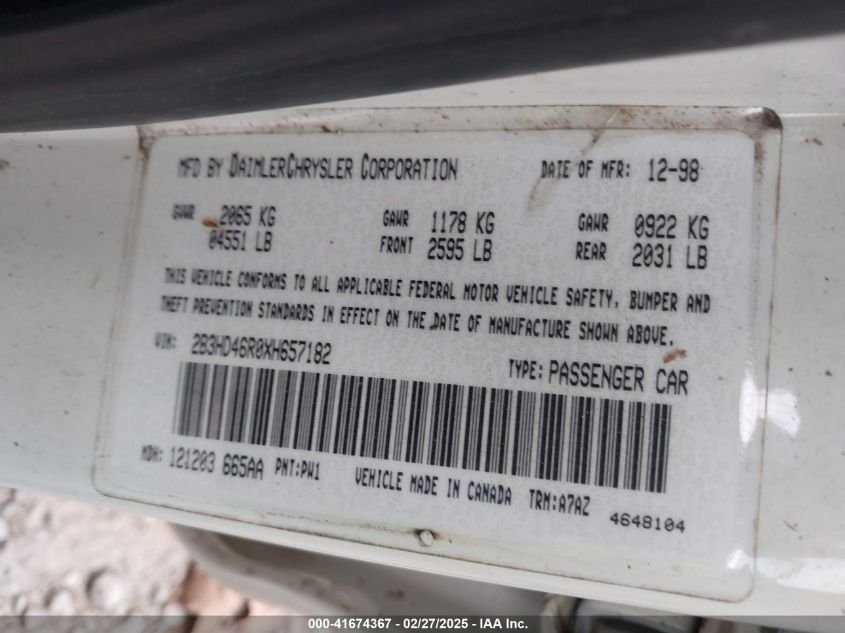 MFD BY DAIMLERCHRYSLER CORPORATION DATE OF MFR: 12-98
GVWR 2065 KG GAWR 1178 KG GAWR 0922 KG
04551 LB FRONT 2595 LB REAR 2031 LB
THIS VEHICLE CONFORMS TO ALL APPLICABLE FEDERAL MOTOR VEHICLE SAFETY, BUMPER AND
THEFT PREVENTION STANDARDS IN EFFECT ON THE DATE OF MANUFACTURE SHOWN ABOVE.
VIN: 2B3HD46R0XH657182 TYPE: PASSENGER CAR
MDH: 121203 665AA PNT:PW1 VEHICLE MADE IN CANADA TRM:A7AZ
4648104
000-41674367 - 02/27/2025 - IAA Inc.